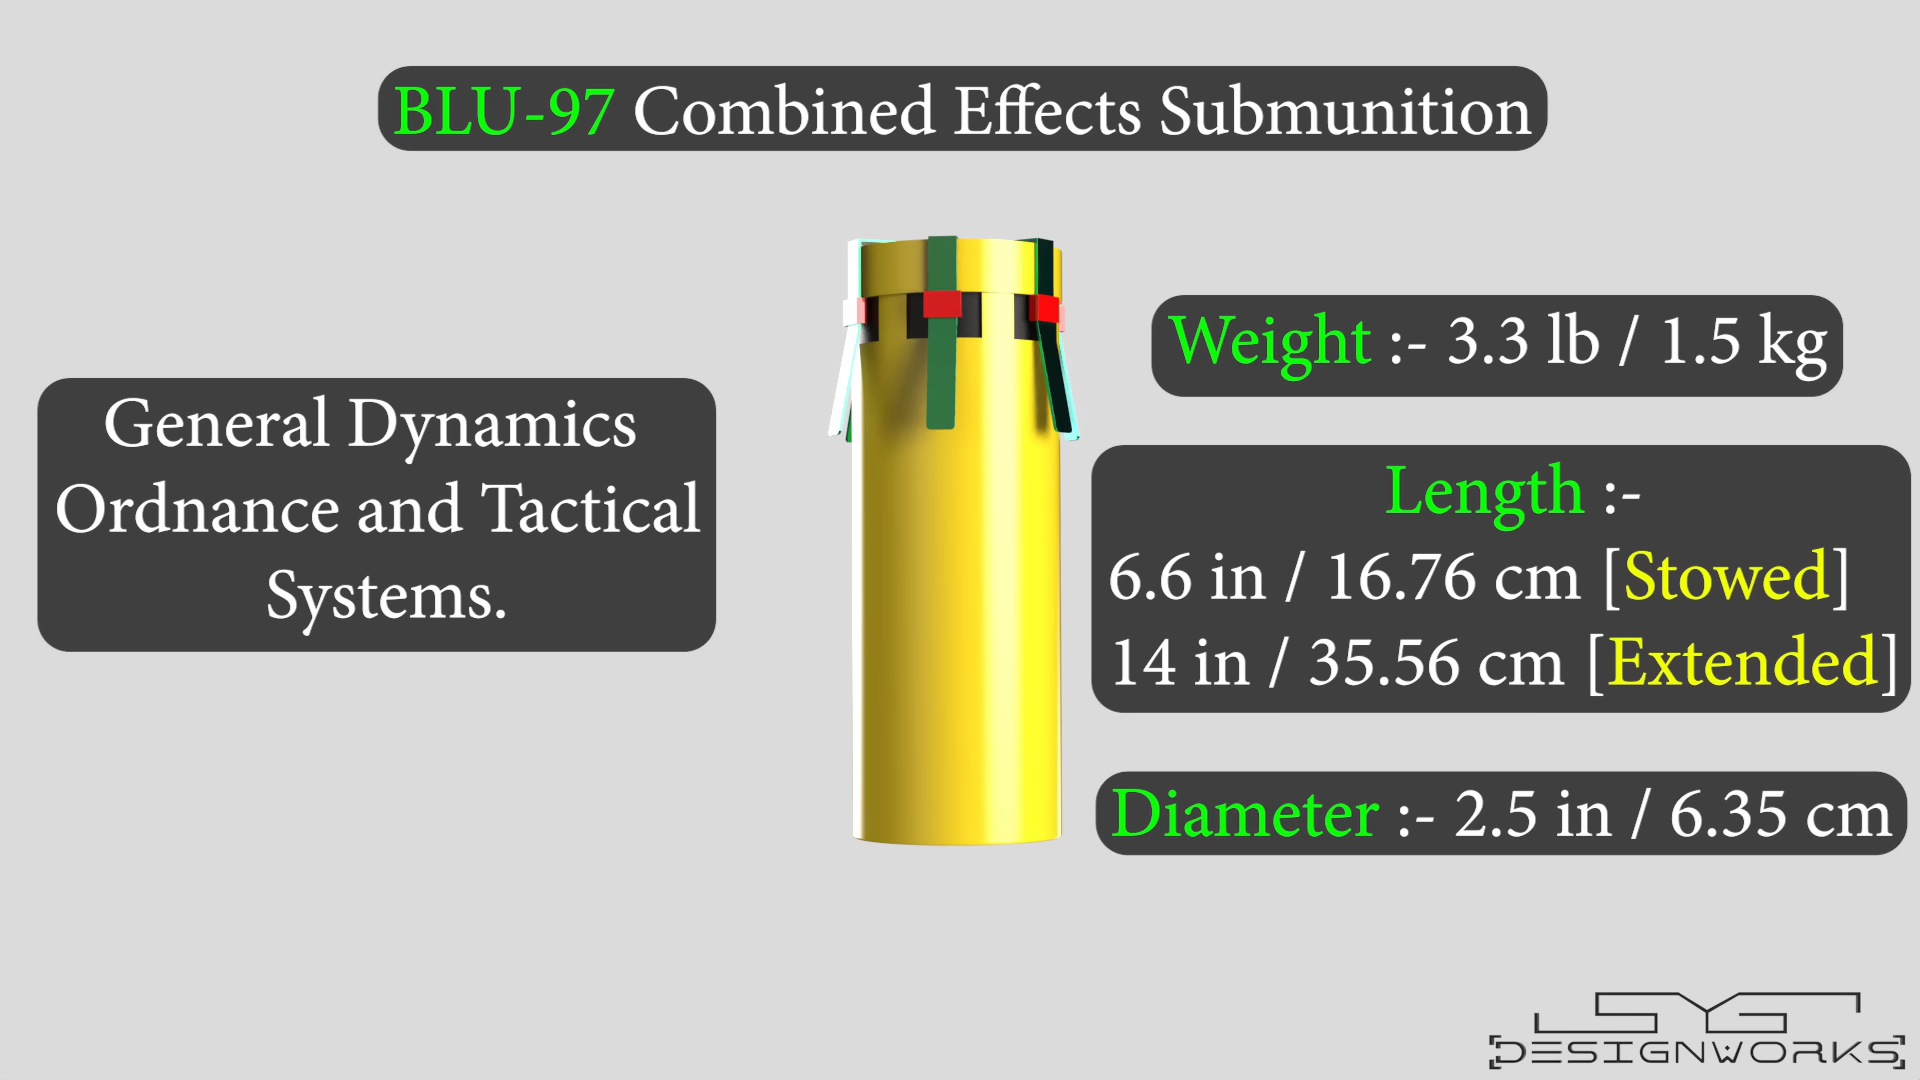 BLU-97 Combined Effects Submunition
General Dynamics
Ordnance and Tactical
Systems.
Weight :- 3.3 lb / 1.5 kg
Length :-
6.6 in / 16.76 cm [Stowed]
14 in / 35.56 cm [Extended]
Diameter :- 2.5 in / 6.35 cm
[DESIGNWORKS]